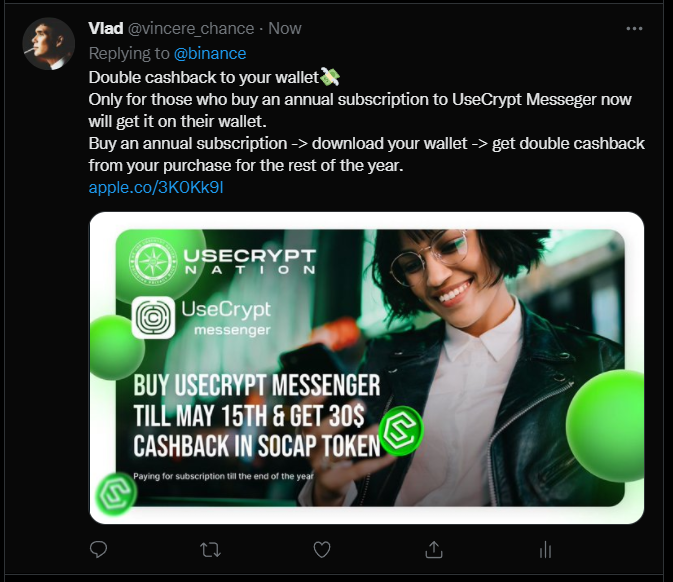 Vlad @vincere_chance · Now
Replying to @binance
Double cashback to your wallet💸
Only for those who buy an annual subscription to UseCrypt Messeger now
will get it on their wallet.
Buy an annual subscription -> download your wallet -> get double cashback
from your purchase for the rest of the year.
apple.co/3K0Kk9l
USECRYPT
NATION
UseCrypt
messenger
BUY USECRYPT MESSENGER
TILL MAY 15TH & GET 30$
CASHBACK IN SOCAP TOKEN
Paying for subscription till the end of the year